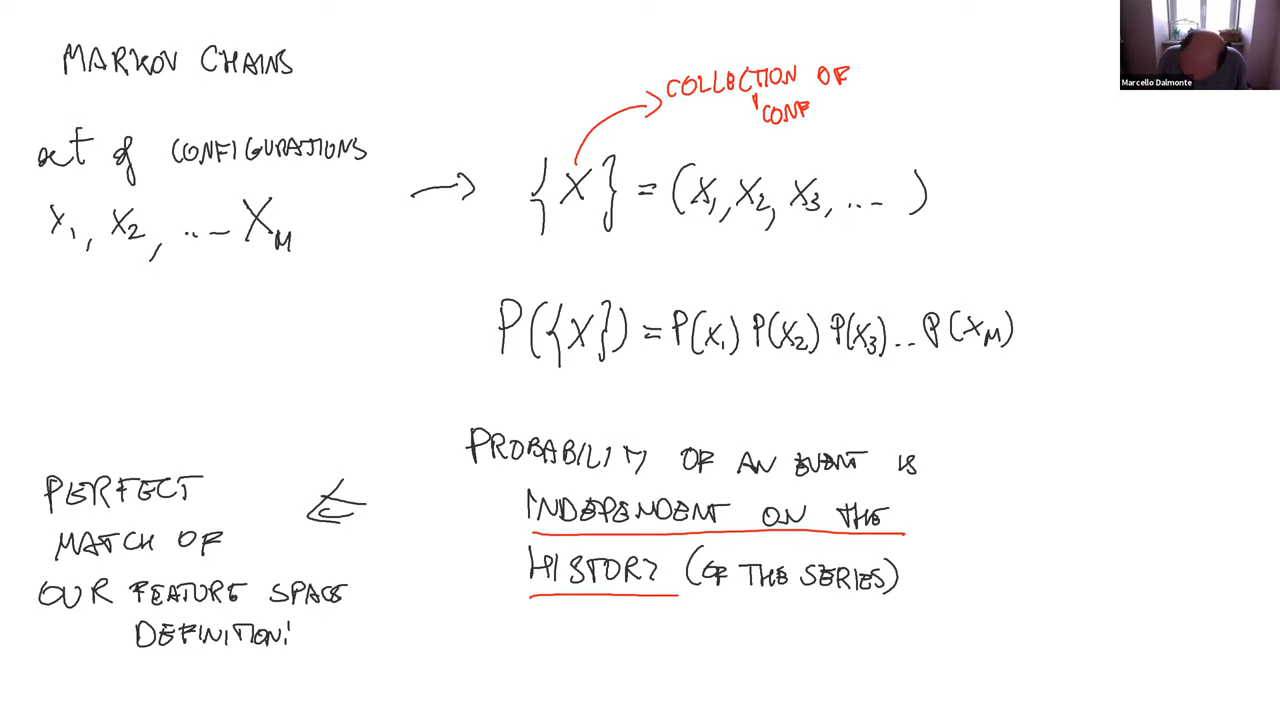 MARKOV CHAINS
set of CONFIGURATIONS
X1, X2, ... XM
→ {X} = (X1, X2, X3, ... )
COLLECTION OF
CONF
P({X}) = P(X1) P(X2) P(X3) .. P(XM)
PROBABILITY OF AN EVENT IS
INDEPENDENT ON THE
HISTORY (OF THE SERIES)
⇐
PERFECT
MATCH OF
OUR FEATURE SPACE
DEFINITION!
Marcello Dalmonte